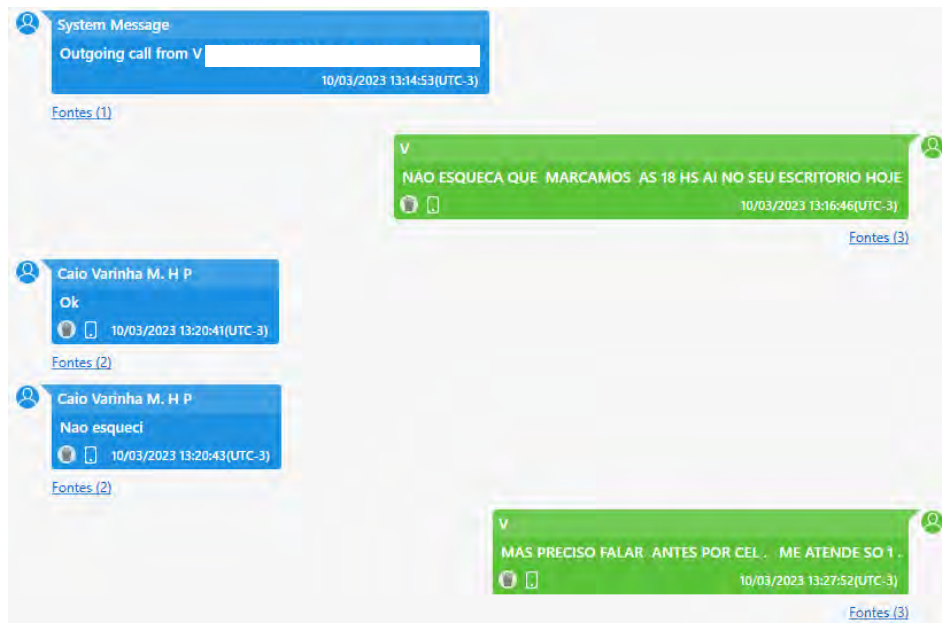 System Message
Outgoing call from V
10/03/2023 13:14:53(UTC-3)
Fontes (1)
V
NAO ESQUECA QUE MARCAMOS AS 18 HS AI NO SEU ESCRITORIO HOJE
10/03/2023 13:16:46(UTC-3)
Fontes (3)
Caio Varinha M. H P
Ok
10/03/2023 13:20:41(UTC-3)
Fontes (2)
Caio Varinha M. H P
Nao esqueci
10/03/2023 13:20:43(UTC-3)
Fontes (2)
V
MAS PRECISO FALAR ANTES POR CEL . ME ATENDE SO 1 .
10/03/2023 13:27:52(UTC-3)
Fontes (3)